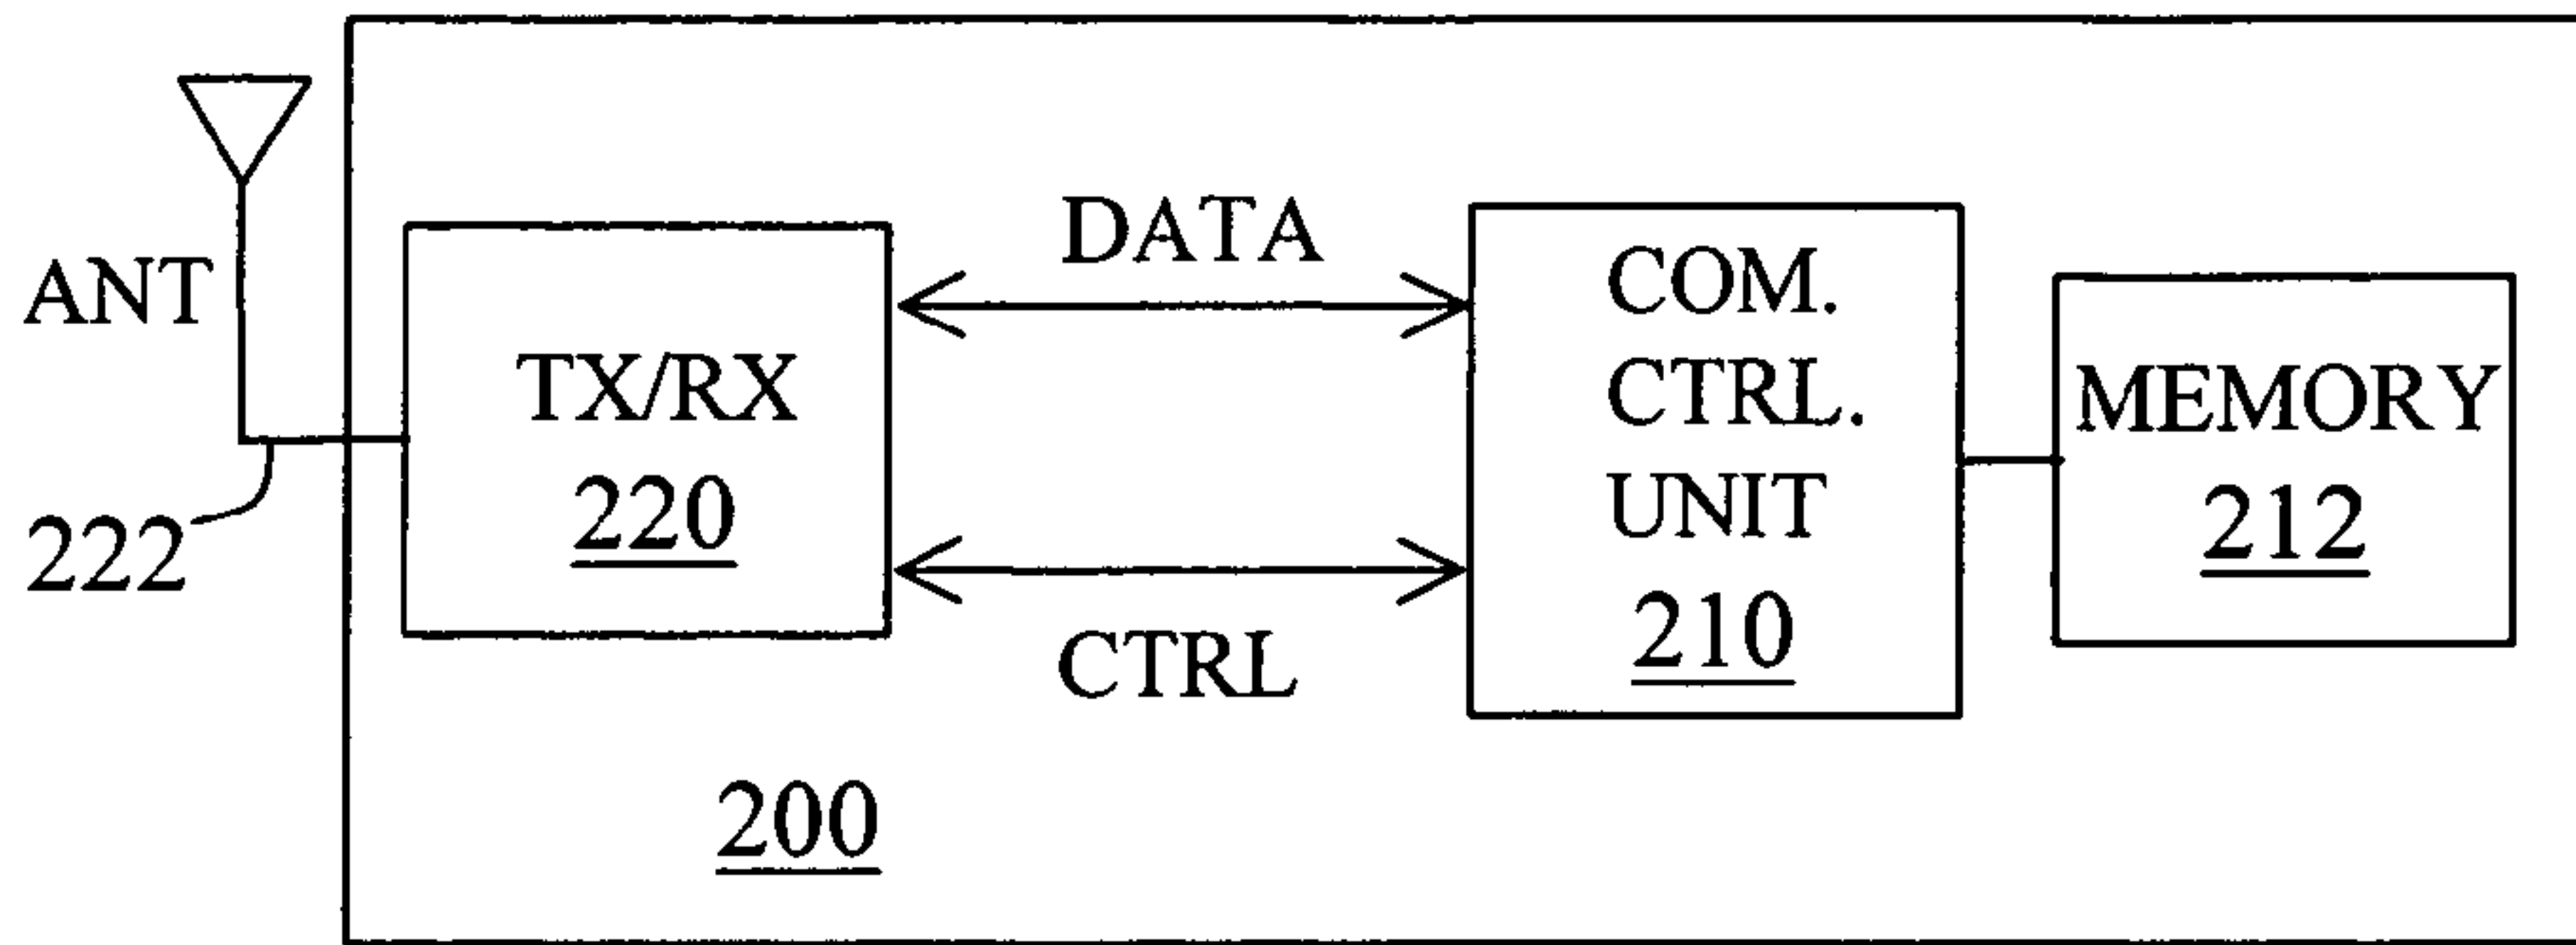 ANT
222
TX/RX
220
DATA
CTRL
COM.
CTRL.
UNIT
210
MEMORY
212
200